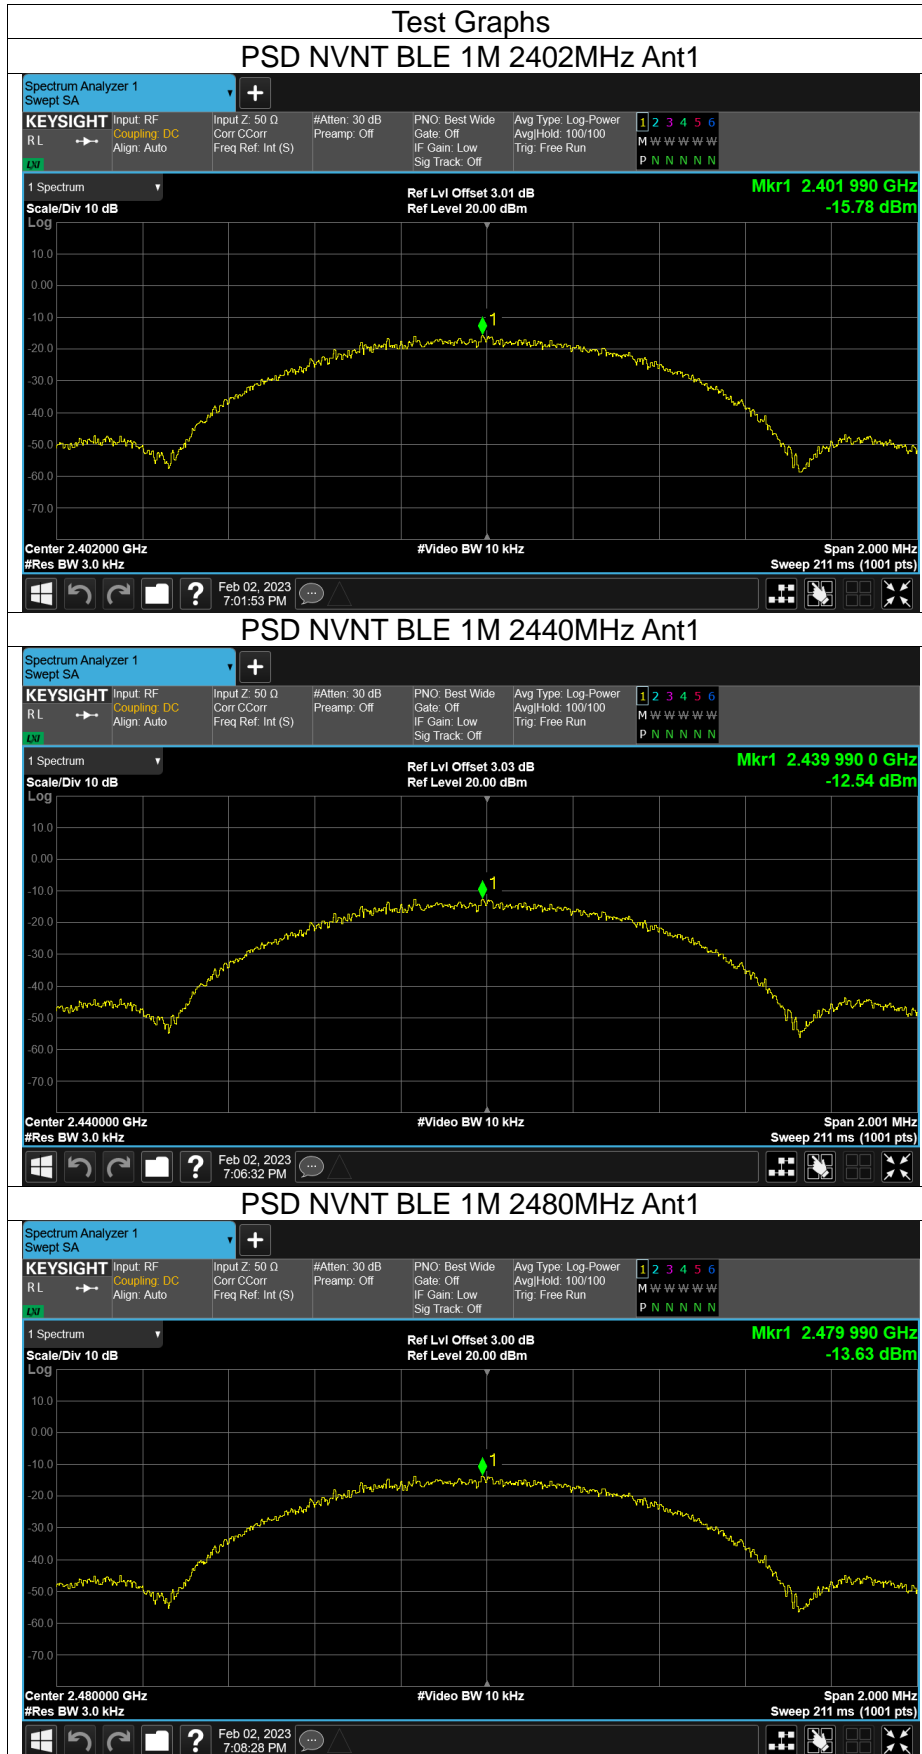 Test Graphs
PSD NVNT BLE 1M 2402MHz Ant1
Spectrum Analyzer 1
Swept SA
+
KEYSIGHT Input: RF Input Z: 50 Ω #Atten: 30 dB PNO: Best Wide Avg Type: Log-Power 1 2 3 4 5 6
R L Coupling: DC Corr CCorr Preamp: Off Gate: Off Avg|Hold: 100/100 M W W W W W
Align: Auto Freq Ref: Int (S) IF Gain: Low Trig: Free Run
LXI Sig Track: Off P N N N N N
1 Spectrum Ref Lvl Offset 3.01 dB Mkr1 2.401 990 GHz
Scale/Div 10 dB Ref Level 20.00 dBm -15.78 dBm
Log
10.0
0.00
-10.0
1
-20.0
-30.0
-40.0
-50.0
-60.0
-70.0
Center 2.402000 GHz #Video BW 10 kHz Span 2.000 MHz
#Res BW 3.0 kHz Sweep 211 ms (1001 pts)
? Feb 02, 2023
7:01:53 PM
PSD NVNT BLE 1M 2440MHz Ant1
Spectrum Analyzer 1
Swept SA
+
KEYSIGHT Input: RF Input Z: 50 Ω #Atten: 30 dB PNO: Best Wide Avg Type: Log-Power 1 2 3 4 5 6
R L Coupling: DC Corr CCorr Preamp: Off Gate: Off Avg|Hold: 100/100 M W W W W W
Align: Auto Freq Ref: Int (S) IF Gain: Low Trig: Free Run
LXI Sig Track: Off P N N N N N
1 Spectrum Ref Lvl Offset 3.03 dB Mkr1 2.439 990 0 GHz
Scale/Div 10 dB Ref Level 20.00 dBm -12.54 dBm
Log
10.0
0.00
-10.0
1
-20.0
-30.0
-40.0
-50.0
-60.0
-70.0
Center 2.440000 GHz #Video BW 10 kHz Span 2.001 MHz
#Res BW 3.0 kHz Sweep 211 ms (1001 pts)
? Feb 02, 2023
7:06:32 PM
PSD NVNT BLE 1M 2480MHz Ant1
Spectrum Analyzer 1
Swept SA
+
KEYSIGHT Input: RF Input Z: 50 Ω #Atten: 30 dB PNO: Best Wide Avg Type: Log-Power 1 2 3 4 5 6
R L Coupling: DC Corr CCorr Preamp: Off Gate: Off Avg|Hold: 100/100 M W W W W W
Align: Auto Freq Ref: Int (S) IF Gain: Low Trig: Free Run
LXI Sig Track: Off P N N N N N
1 Spectrum Ref Lvl Offset 3.00 dB Mkr1 2.479 990 GHz
Scale/Div 10 dB Ref Level 20.00 dBm -13.63 dBm
Log
10.0
0.00
-10.0
1
-20.0
-30.0
-40.0
-50.0
-60.0
-70.0
Center 2.480000 GHz #Video BW 10 kHz Span 2.000 MHz
#Res BW 3.0 kHz Sweep 211 ms (1001 pts)
? Feb 02, 2023
7:08:28 PM